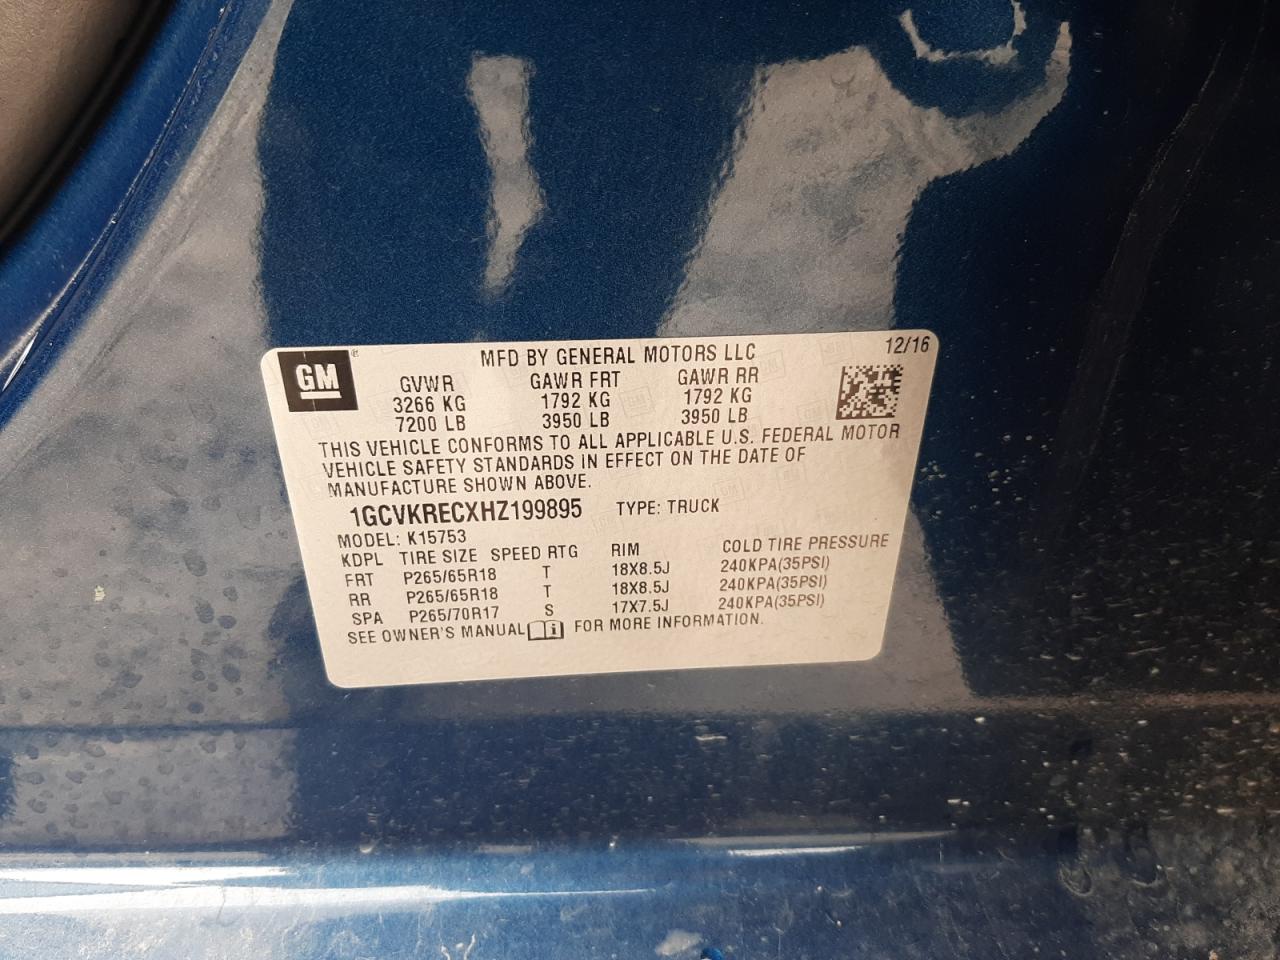 MFD BY GENERAL MOTORS LLC 12/16
GM ®
GVWR GAWR FRT GAWR RR
3266 KG 1792 KG 1792 KG
7200 LB 3950 LB 3950 LB
THIS VEHICLE CONFORMS TO ALL APPLICABLE U.S. FEDERAL MOTOR
VEHICLE SAFETY STANDARDS IN EFFECT ON THE DATE OF
MANUFACTURE SHOWN ABOVE.
1GCVKRECXHZ199895 TYPE: TRUCK
MODEL: K15753
KDPL TIRE SIZE SPEED RTG RIM COLD TIRE PRESSURE
FRT P265/65R18 T 18X8.5J 240KPA(35PSI)
RR P265/65R18 T 18X8.5J 240KPA(35PSI)
SPA P265/70R17 S 17X7.5J 240KPA(35PSI)
SEE OWNER'S MANUAL FOR MORE INFORMATION.